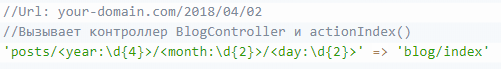 //Url: your-domain.com/2018/04/02
//Вызывает контроллер BlogController и actionIndex()
'posts/<year:\d{4}>/<month:\d{2}>/<day:\d{2}>' => 'blog/index'